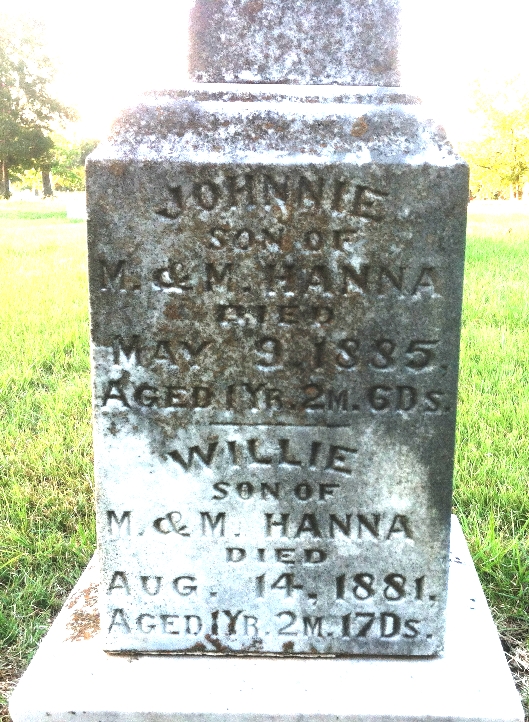 JOHNNIE
SON OF
M. & M. HANNA
DIED
MAY 9. 1885.
AGED 1 YR. 2 M. 6 DS.
WILLIE
SON OF
M. & M. HANNA
DIED
AUG. 14, 1881.
AGED 1 YR. 2 M. 17 DS.